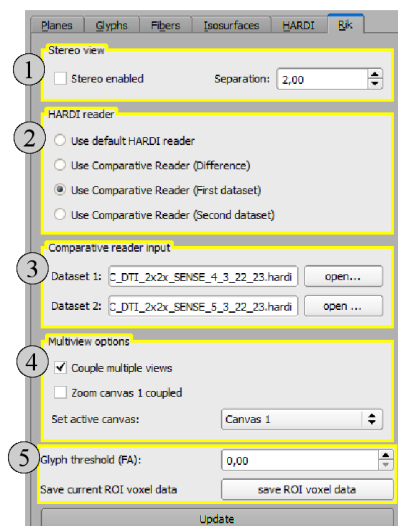 Planes Glyphs Fibers Isosurfaces HARDI Rik
Stereo view
1
Stereo enabled Separation: 2,00
HARDI reader
2
Use default HARDI reader
Use Comparative Reader (Difference)
Use Comparative Reader (First dataset)
Use Comparative Reader (Second dataset)
Comparative reader input
3
Dataset 1: C_DTI_2x2x_SENSE_4_3_22_23.hardi open...
Dataset 2: C_DTI_2x2x_SENSE_5_3_22_23.hardi open ...
Multiview options
4
Couple multiple views
Zoom canvas 1 coupled
Set active canvas: Canvas 1
5
Glyph threshold (FA): 0,00
Save current ROI voxel data save ROI voxel data
Update